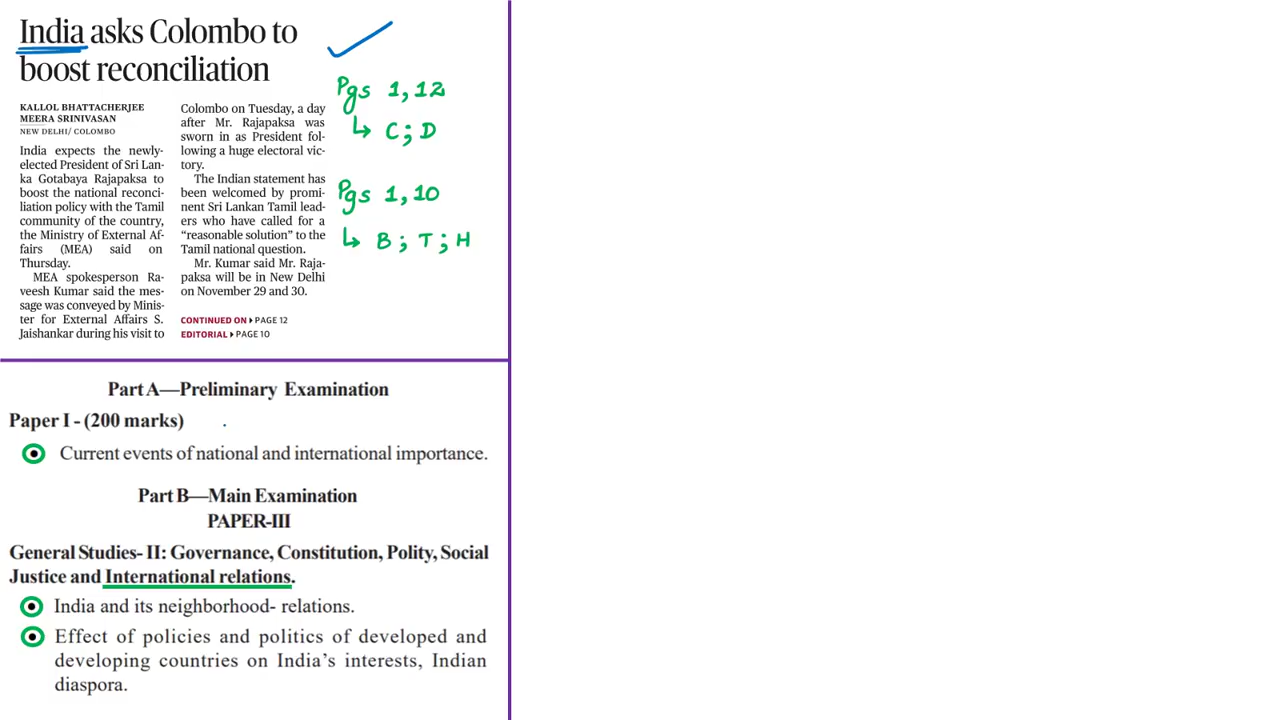 India asks Colombo to
boost reconciliation
KALLOL BHATTACHERJEE
MEERA SRINIVASAN
NEW DELHI/ COLOMBO
India expects the newly-
elected President of Sri Lan-
ka Gotabaya Rajapaksa to
boost the national reconci-
liation policy with the Tamil
community of the country,
the Ministry of External Af-
fairs (MEA) said on
Thursday.
MEA spokesperson Ra-
veesh Kumar said the mes-
sage was conveyed by Minis-
ter for External Affairs S.
Jaishankar during his visit to
Colombo on Tuesday, a day
after Mr. Rajapaksa was
sworn in as President fol-
lowing a huge electoral vic-
tory.
The Indian statement has
been welcomed by promi-
nent Sri Lankan Tamil lead-
ers who have called for a
“reasonable solution” to the
Tamil national question.
Mr. Kumar said Mr. Raja-
paksa will be in New Delhi
on November 29 and 30.
CONTINUED ON PAGE 12
EDITORIAL PAGE 10
Pgs 1, 12
↳ C ; D
Pgs 1, 10
↳ B ; T ; H
Part A—Preliminary Examination
Paper I - (200 marks) .
Current events of national and international importance.
Part B—Main Examination
PAPER-III
General Studies- II: Governance, Constitution, Polity, Social
Justice and International relations.
India and its neighborhood- relations.
Effect of policies and politics of developed and
developing countries on India’s interests, Indian
diaspora.